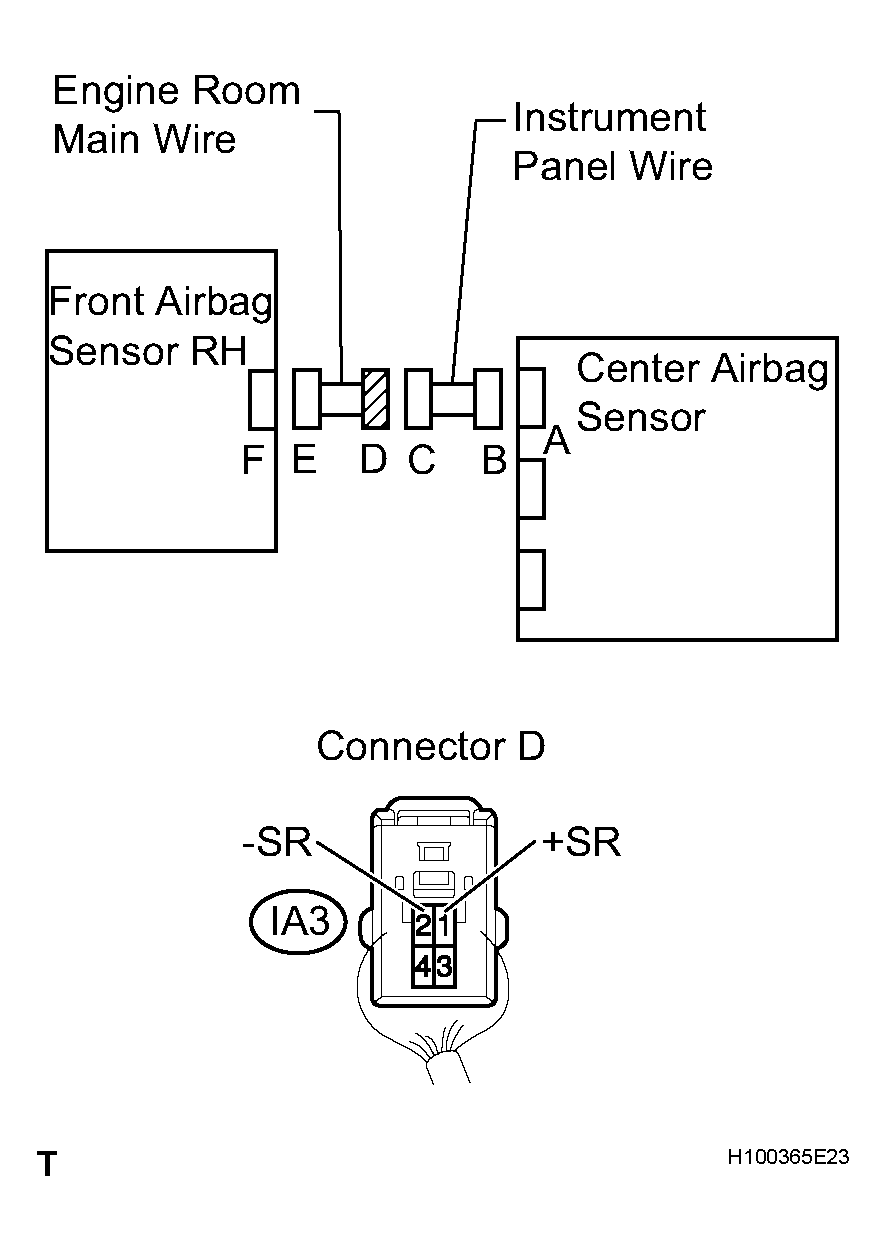 Engine Room
Main Wire
Instrument
Panel Wire
Front Airbag
Sensor RH
Center Airbag
Sensor
F E D C B A
Connector D
-SR +SR
IA3
2 1
4 3
T H100365E23